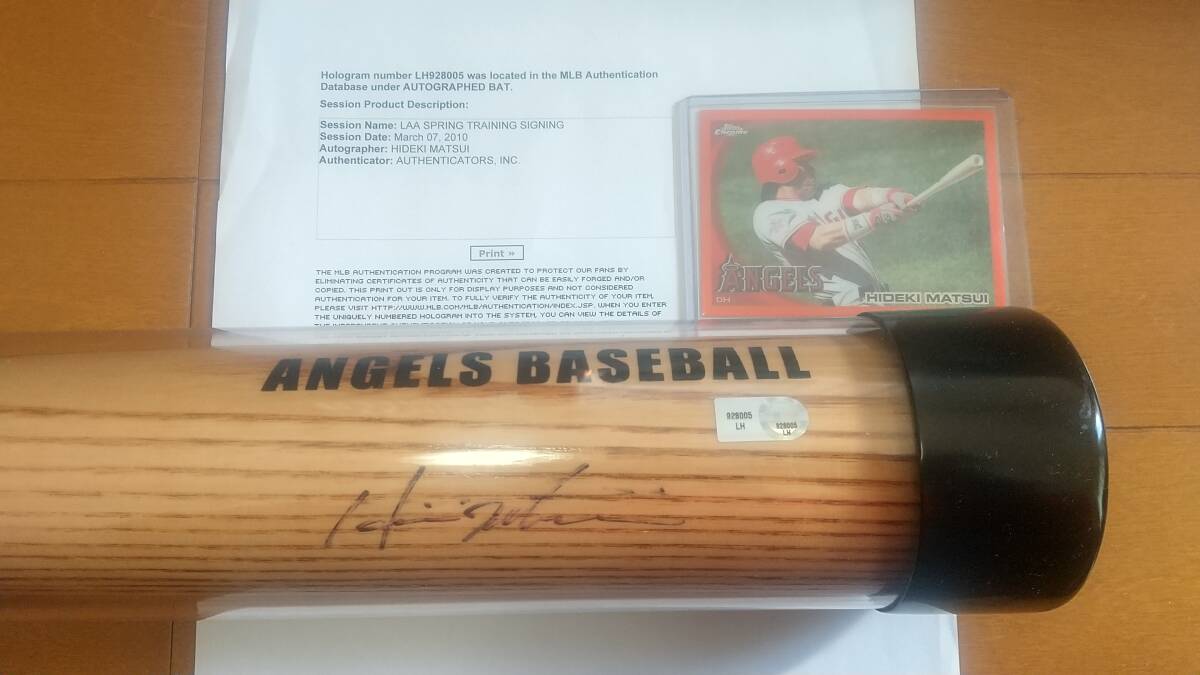 Hologram number LH928005 was located in the MLB Authentication
Database under AUTOGRAPHED BAT.
Session Product Description:
Session Name: LAA SPRING TRAINING SIGNING
Session Date: March 07, 2010
Autographer: HIDEKI MATSUI
Authenticator: AUTHENTICATORS, INC.
Print »
THE MLB AUTHENTICATION PROGRAM WAS CREATED TO PROTECT OUR FANS BY
ELIMINATING CERTIFICATES OF AUTHENTICITY THAT CAN BE EASILY FORGED AND/OR
COPIED. THIS PRINT OUT IS ONLY FOR DISPLAY PURPOSES AND NOT CONSIDERED
AUTHENTICATION FOR YOUR ITEM. TO FULLY VERIFY THE AUTHENTICITY OF YOUR ITEM,
PLEASE VISIT HTTP://WWW.MLB.COM/MLB/AUTHENTICATION/INDEX.JSP. WHEN YOU ENTER
THE UNIQUELY NUMBERED HOLOGRAM INTO THE SYSTEM, YOU CAN VIEW THE DETAILS OF
Topps
Chrome
ANGELS
DH
HIDEKI MATSUI
ANGELS BASEBALL
928005
LH
928005
LH